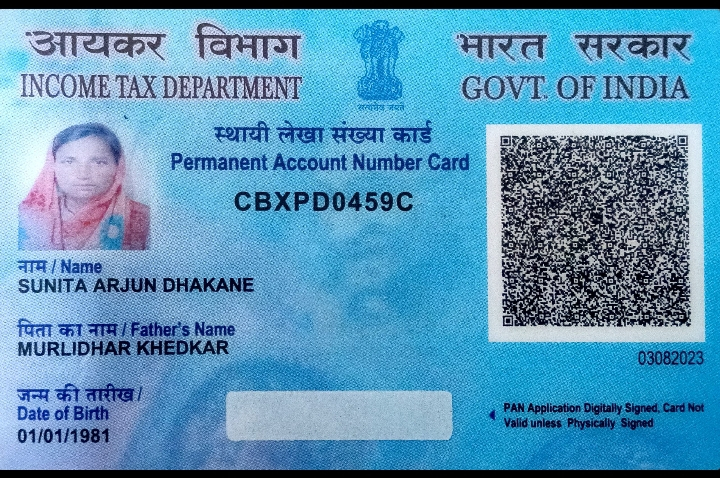 आयकर विभाग
INCOME TAX DEPARTMENT
सत्यमेव जयते
भारत सरकार
GOVT. OF INDIA
स्थायी लेखा संख्या कार्ड
Permanent Account Number Card
CBXPD0459C
नाम / Name
SUNITA ARJUN DHAKANE
पिता का नाम / Father's Name
MURLIDHAR KHEDKAR
जन्म की तारीख /
Date of Birth
01/01/1981
03082023
PAN Application Digitally Signed, Card Not
Valid unless Physically Signed